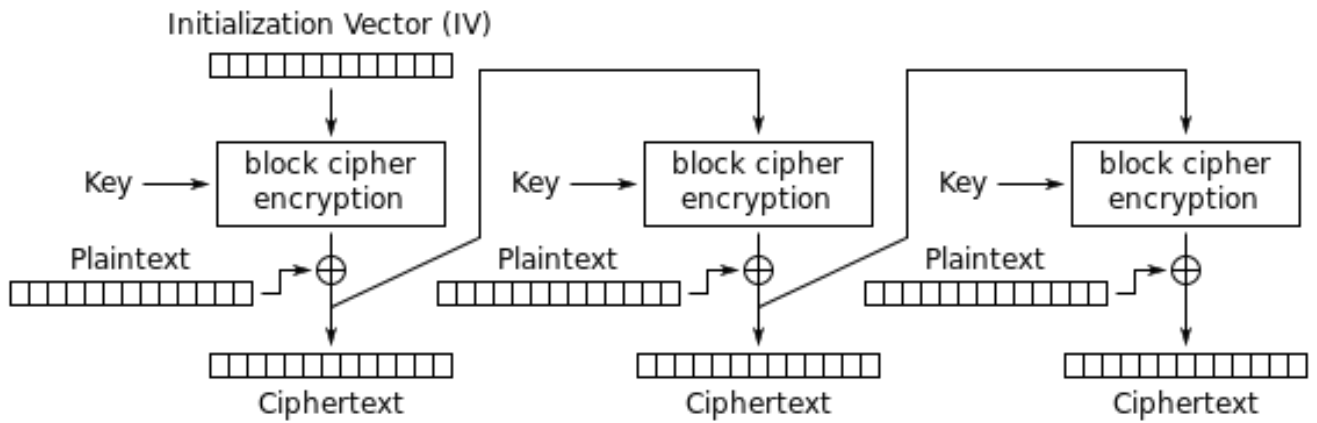 Initialization Vector (IV)
Key
block cipher
encryption
Key
block cipher
encryption
Key
block cipher
encryption
Plaintext
Plaintext
Plaintext
Ciphertext
Ciphertext
Ciphertext